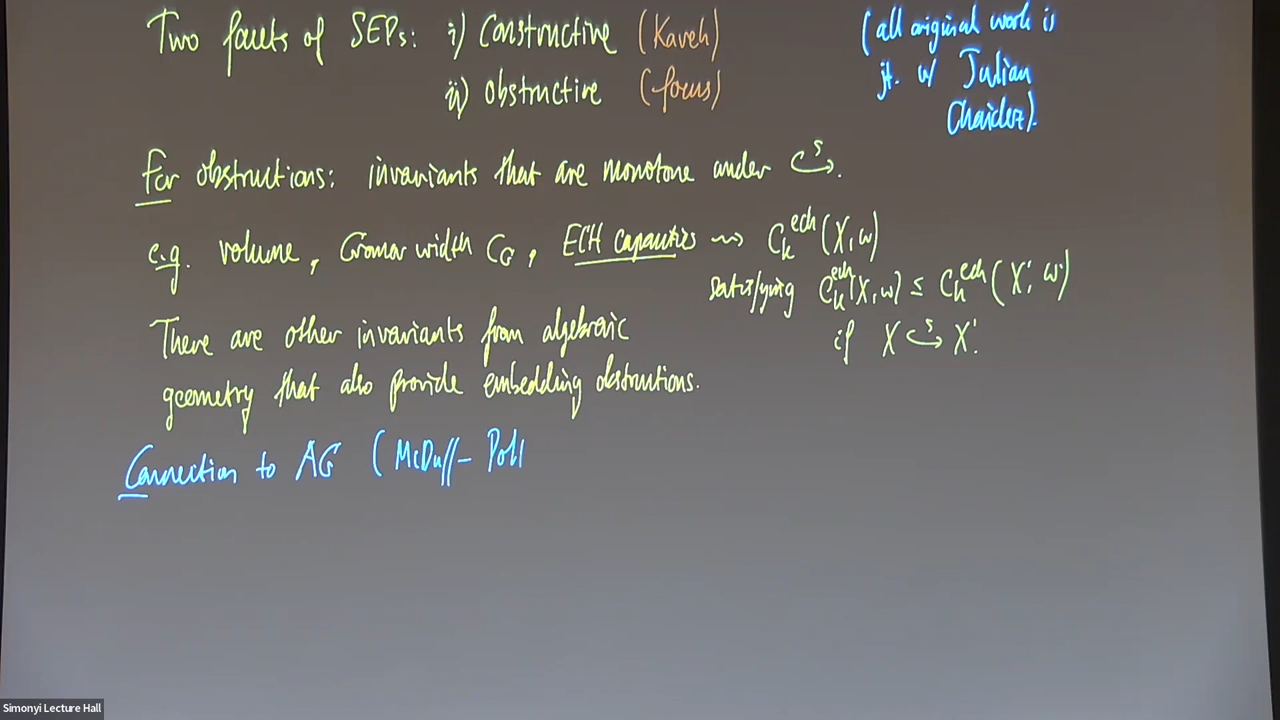 Two facets of SEPs: i) Constructive (Kaveh)
ii) Obstructive (focus)
(all original work is
jt. w/ Julian
Chaidez).
For obstructions: invariants that are monotone under ↪ˢ.
e.g. volume, Gromov width C_G, ECH Capacities ⇝ C_k^ech(X,ω)
satisfying C_k^ech(X,ω) ≤ C_k^ech(X',ω')
if X ↪ˢ X'.
There are other invariants from algebraic
geometry that also provide embedding obstructions.
Connection to AG (McDuff- Pol
Simonyi Lecture Hall